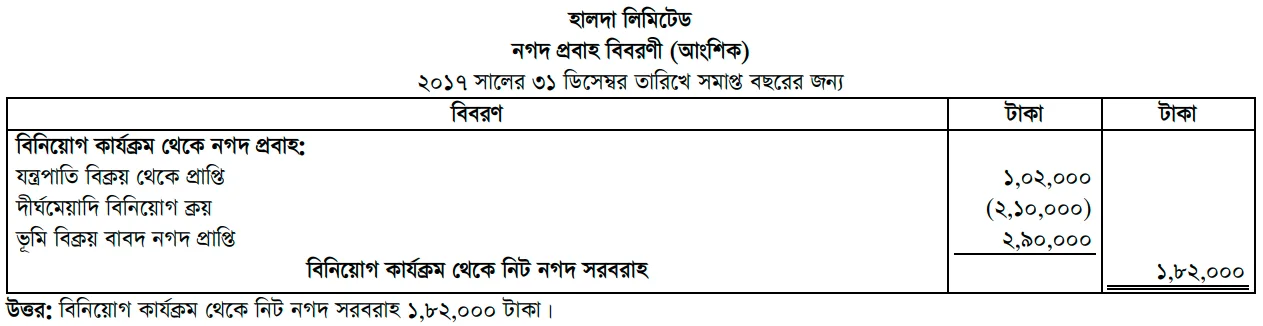 হালদা লিমিটেড
নগদ প্রবাহ বিবরণী (আংশিক)
২০১৭ সালের ৩১ ডিসেম্বর তারিখে সমাপ্ত বছরের জন্য
বিবরণ টাকা টাকা
বিনিয়োগ কার্যক্রম থেকে নগদ প্রবাহ:
যন্ত্রপাতি বিক্রয় থেকে প্রাপ্তি ১,০২,০০০
দীর্ঘমেয়াদি বিনিয়োগ ক্রয় (২,১০,০০০)
ভূমি বিক্রয় বাবদ নগদ প্রাপ্তি ২,৯০,০০০
বিনিয়োগ কার্যক্রম থেকে নিট নগদ সরবরাহ ১,৮২,০০০
উত্তর: বিনিয়োগ কার্যক্রম থেকে নিট নগদ সরবরাহ ১,৮২,০০০ টাকা।